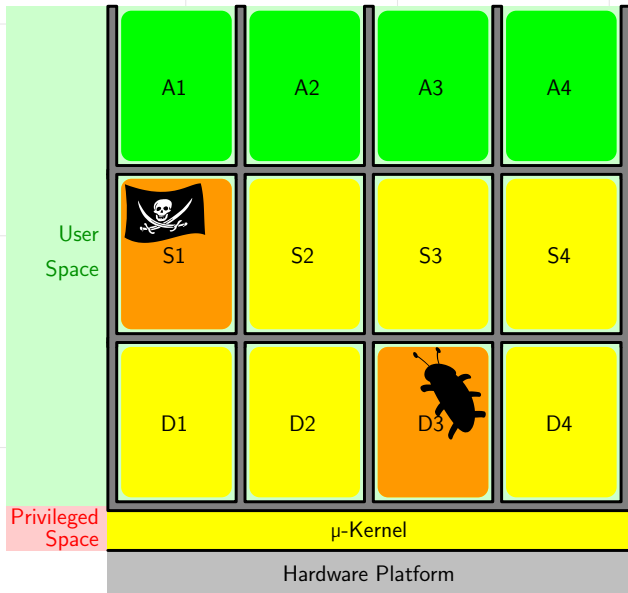 A1
A2
A3
A4
User
Space
S1
S2
S3
S4
D1
D2
D3
D4
Privileged
Space
μ-Kernel
Hardware Platform